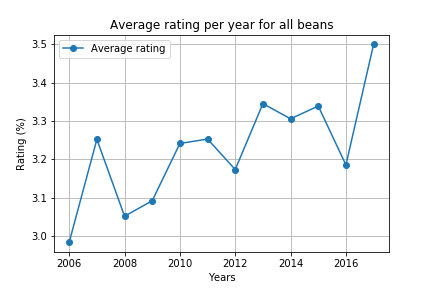 Average rating per year for all beans
Average rating
3.5
3.4
3.3
3.2
3.1
3.0
Rating (%)
2006 2008 2010 2012 2014 2016
Years